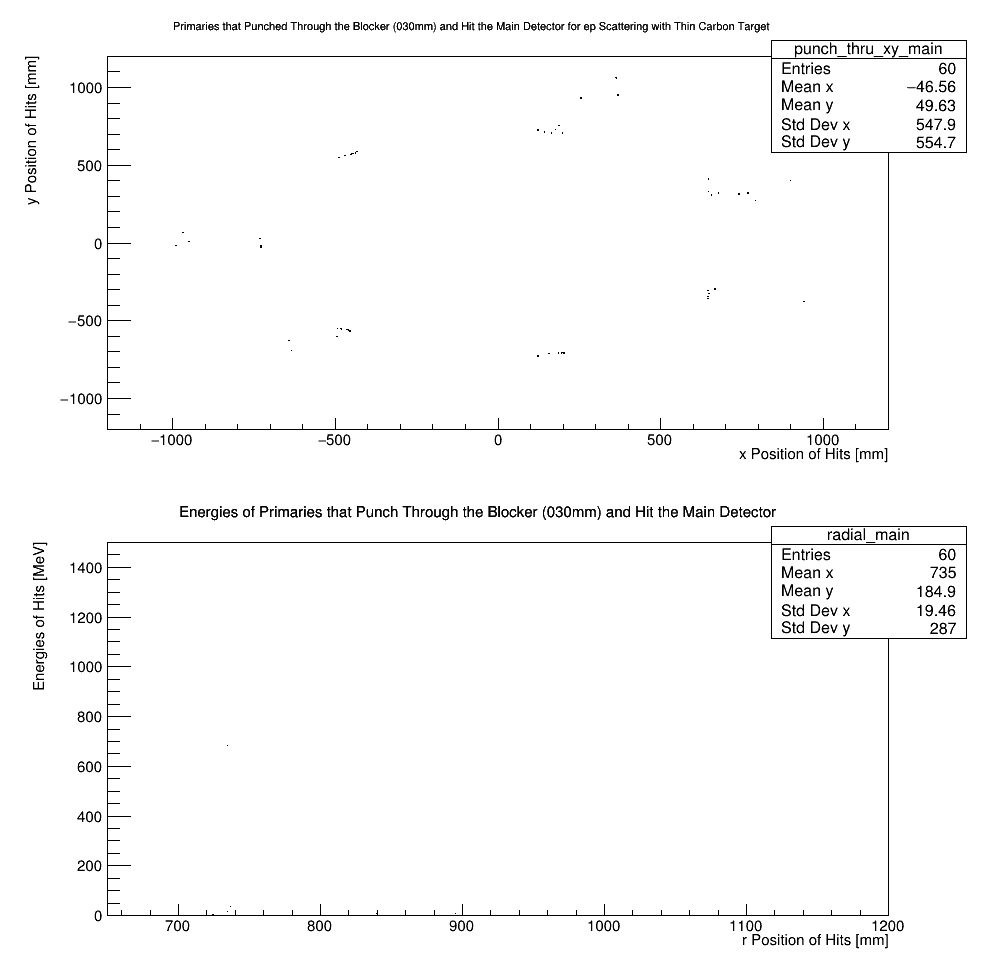 Primaries that Punched Through the Blocker (030mm) and Hit the Main Detector for ep Scattering with Thin Carbon Target
punch_thru_xy_main
Entries 60
Mean x −46.56
Mean y 49.63
Std Dev x 547.9
Std Dev y 554.7
y Position of Hits [mm]
1000
500
0
−500
−1000
−1000 −500 0 500 1000
x Position of Hits [mm]
Energies of Primaries that Punch Through the Blocker (030mm) and Hit the Main Detector
radial_main
Entries 60
Mean x 735
Mean y 184.9
Std Dev x 19.46
Std Dev y 287
Energies of Hits [MeV]
1400
1200
1000
800
600
400
200
0
700 800 900 1000 1100 1200
r Position of Hits [mm]